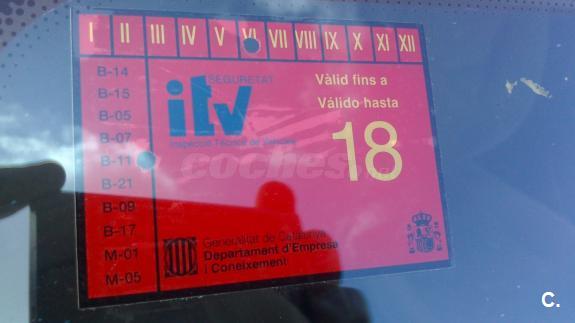 I II III IV V VI VII VIII IX X XI XII
B-14
B-15
B-05
B-07
B-11
B-21
B-09
B-17
M-01
M-05
SEGURETAT
itv
Inspecció Tècnica de Vehicles
Vàlid fins a
Válido hasta
18
coches
Generalitat de Catalunya
Departament d'Empresa
i Coneixement
C.